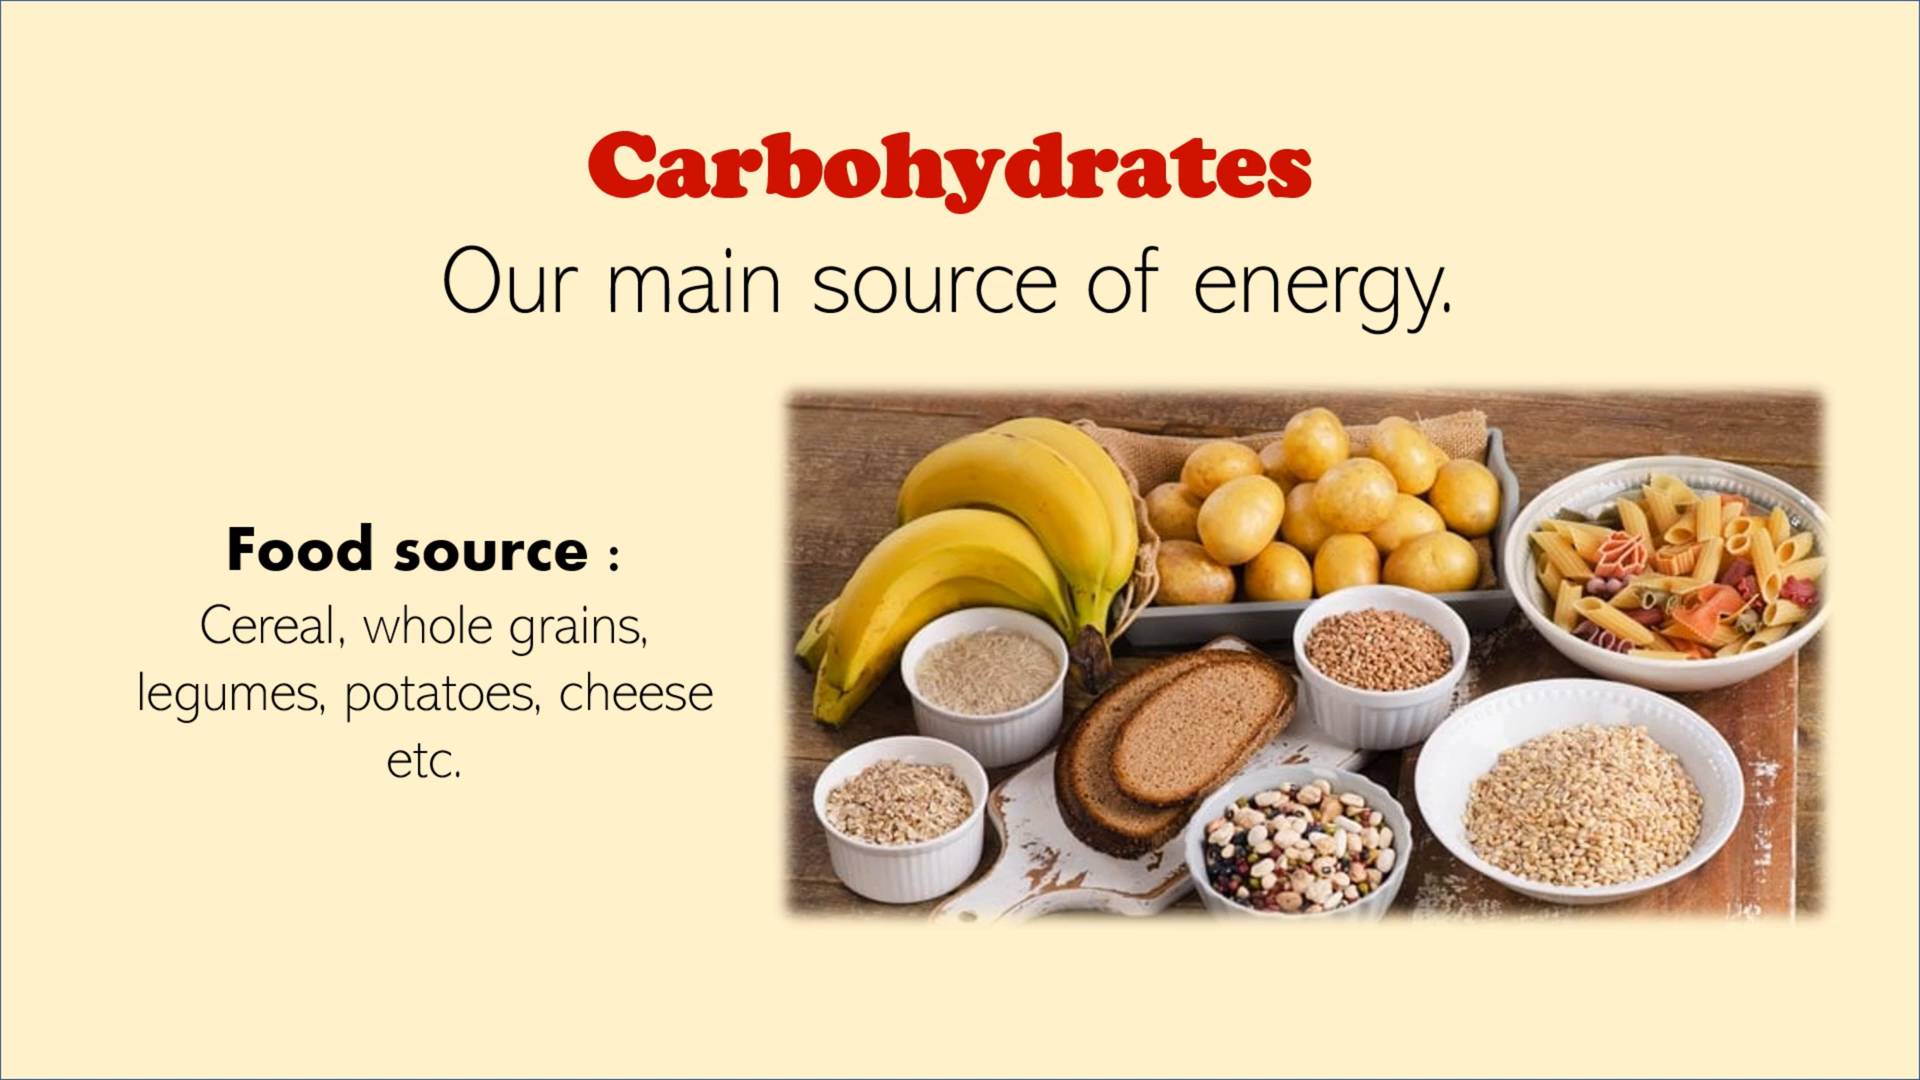 Carbohydrates
Our main source of energy.
Food source :
Cereal, whole grains,
legumes, potatoes, cheese
etc.